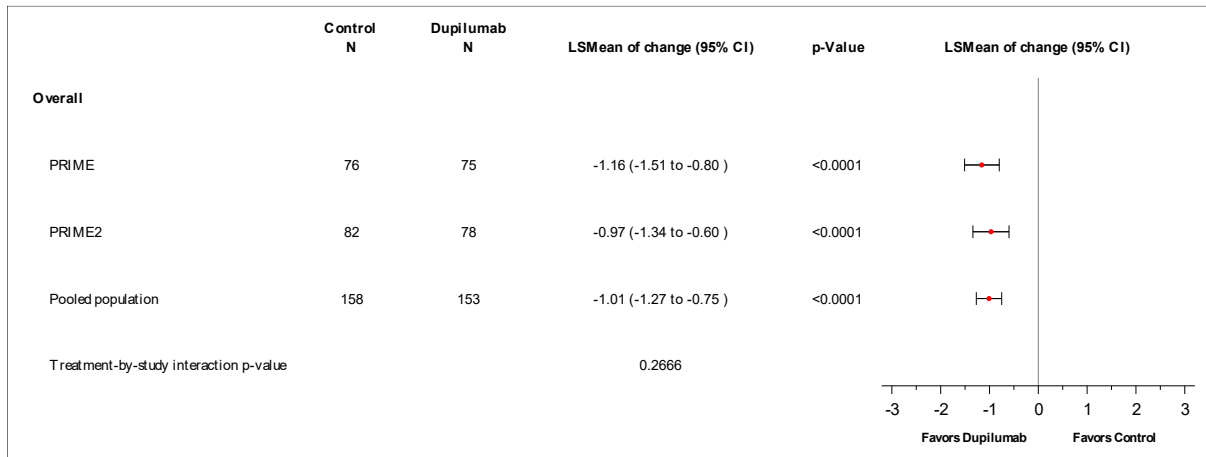 Control Dupilumab
N N LSMean of change (95% CI) p-Value LSMean of change (95% CI)
Overall
PRIME 76 75 -1.16 (-1.51 to -0.80 ) <0.0001
PRIME2 82 78 -0.97 (-1.34 to -0.60 ) <0.0001
Pooled population 158 153 -1.01 (-1.27 to -0.75 ) <0.0001
Treatment-by-study interaction p-value 0.2666
-3 -2 -1 0 1 2 3
Favors Dupilumab Favors Control